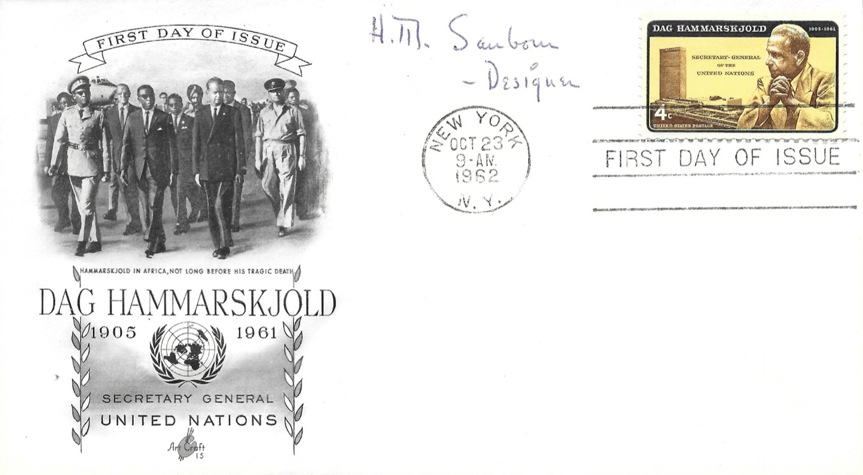 FIRST DAY OF ISSUE
HAMMARSKJOLD IN AFRICA, NOT LONG BEFORE HIS TRAGIC DEATH
DAG HAMMARSKJOLD
1905 1961
SECRETARY GENERAL
UNITED NATIONS
Art Craft
15
H.M. Sanborn
- Designer
NEW YORK
OCT 23
9-AM
1962
N.Y.
DAG HAMMARSKJOLD 1905-1961
SECRETARY-GENERAL
OF THE
UNITED NATIONS
4c
UNITED STATES POSTAGE
FIRST DAY OF ISSUE